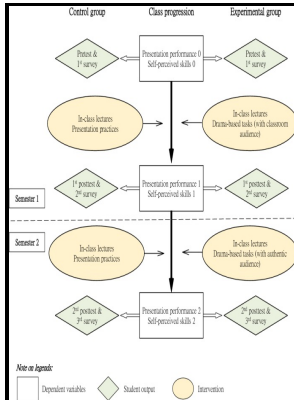 Control group
Class progression
Experimental group
Pretest &
1st survey
Presentation performance 0
Self-perceived skills 0
Pretest &
1st survey
In-class lectures
Presentation practices
In-class lectures
Drama-based tasks (with classroom
audience)
1st posttest &
2nd survey
Presentation performance 1
Self-perceived skills 1
1st posttest &
2nd survey
Semester 1
Semester 2
In-class lectures
Presentation practices
In-class lectures
Drama-based tasks (with authentic
audience)
2nd posttest &
3rd survey
Presentation performance 2
Self-perceived skills 2
2nd posttest &
3rd survey
Note on legends:
Dependent variables
Student output
Intervention